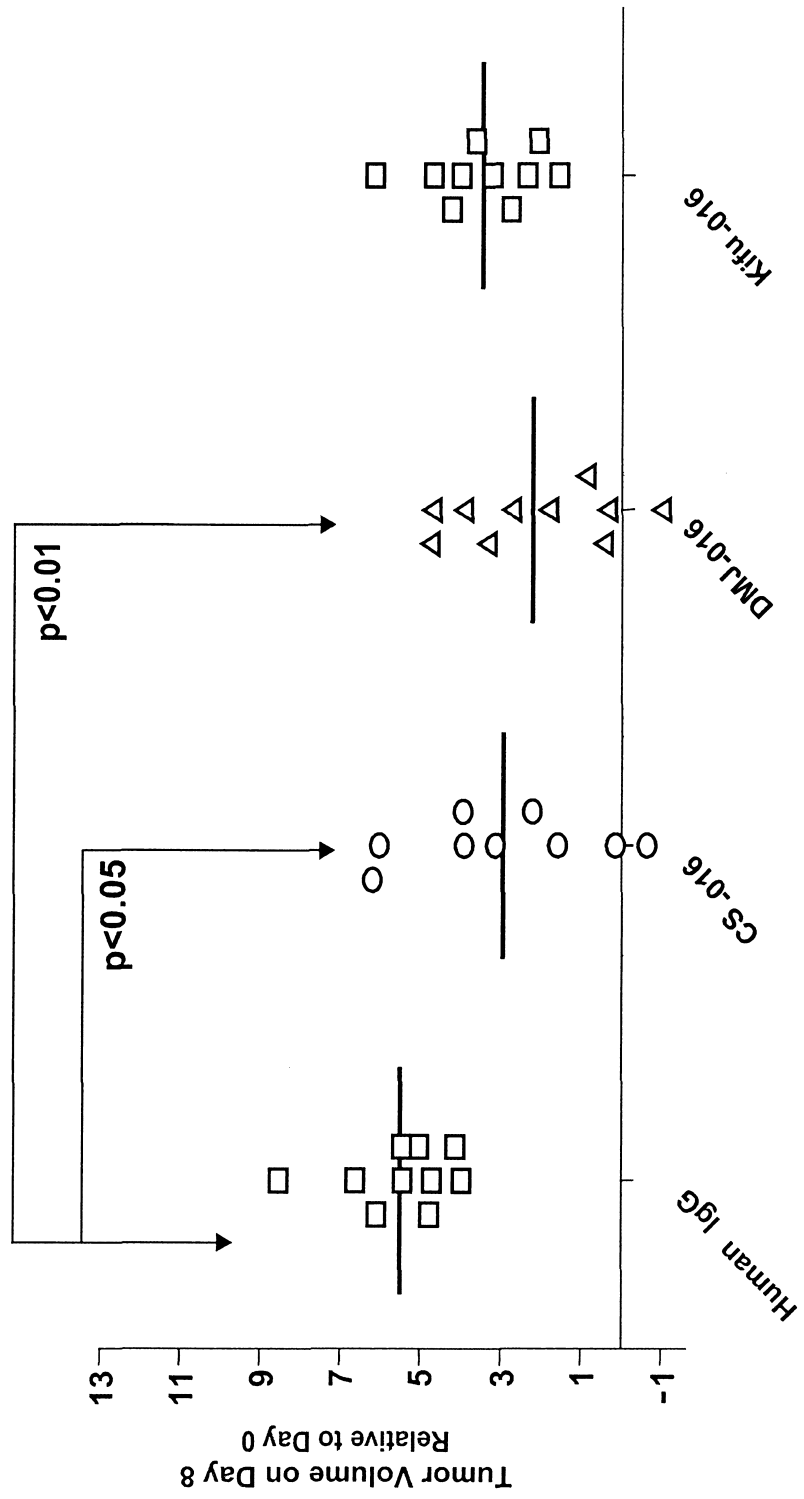 Tumor Volume on Day 8
Relative to Day 0
13
11
9
7
5
3
1
-1
p<0.01
p<0.05
Human IgG
CS-016
DMJ-016
Kifu-016